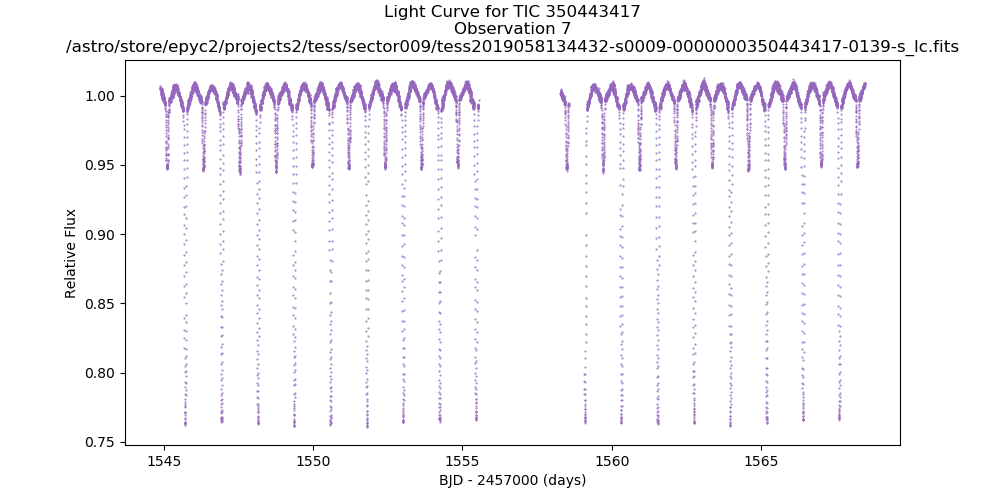 Light Curve for TIC 350443417
Observation 7
/astro/store/epyc2/projects2/tess/sector009/tess2019058134432-s0009-0000000350443417-0139-s_lc.fits
1.00
0.95
0.90
0.85
0.80
0.75
Relative Flux
1545
1550
1555
1560
1565
BJD - 2457000 (days)